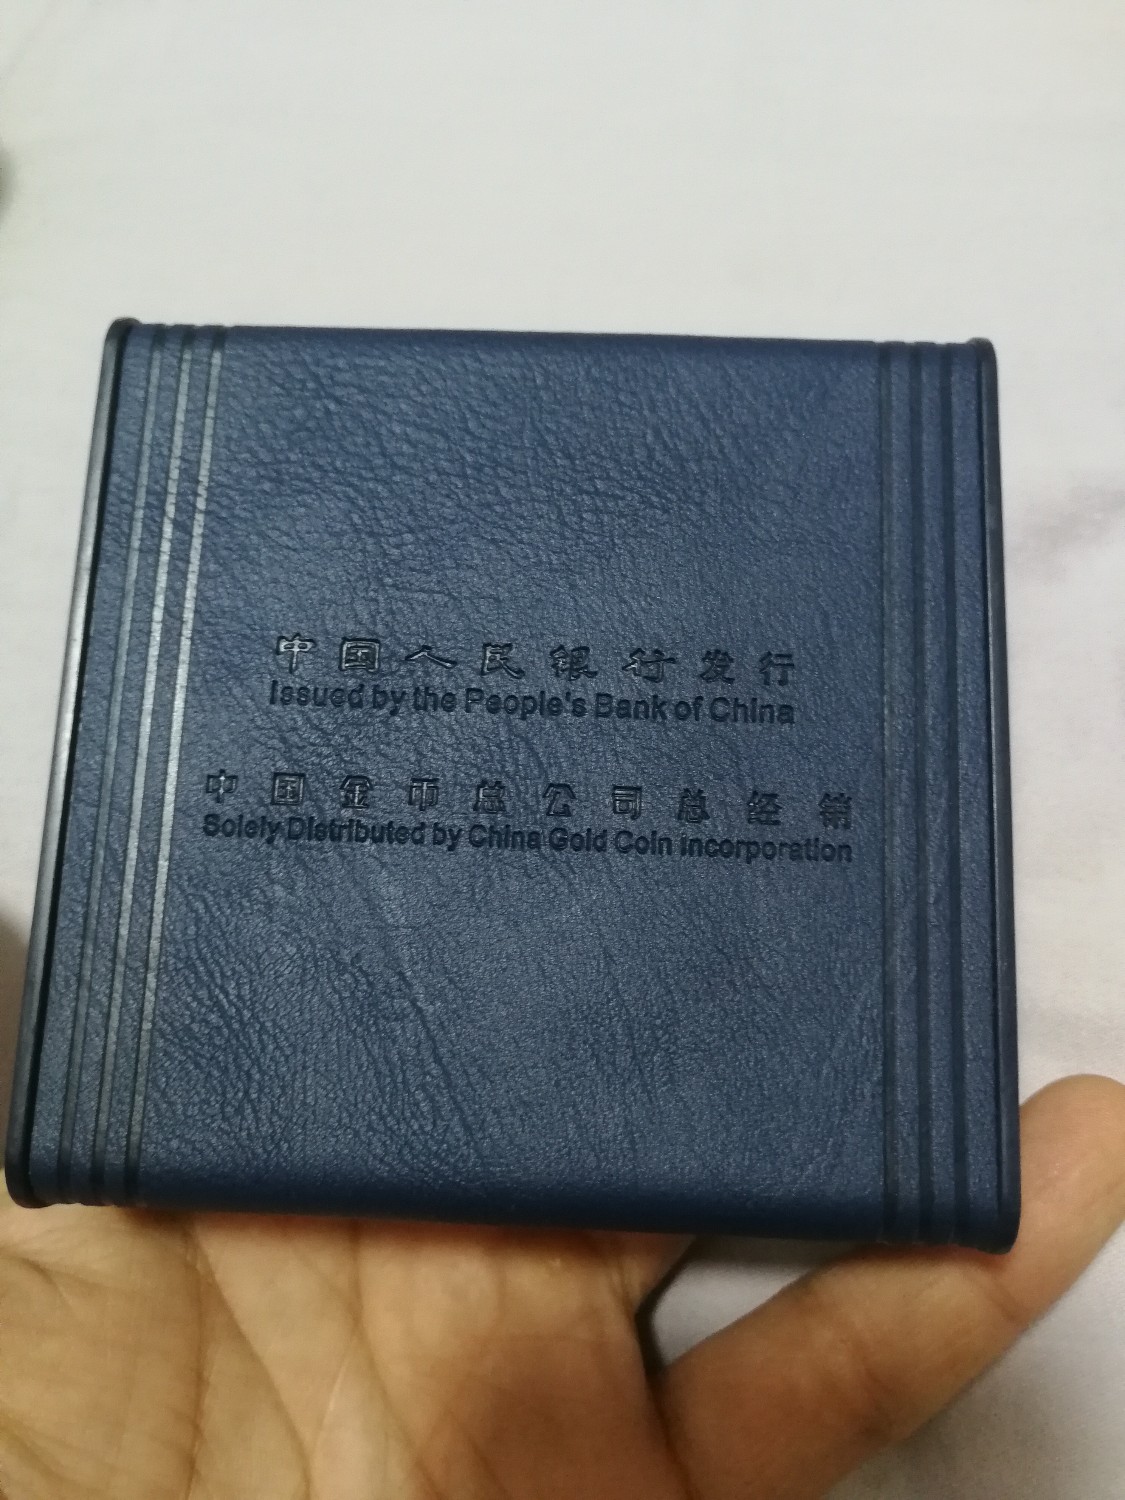 中国人民银行发行
Issued by the People's Bank of China
中国金币总公司总经销
Solely Distributed by China Gold Coin Incorporation